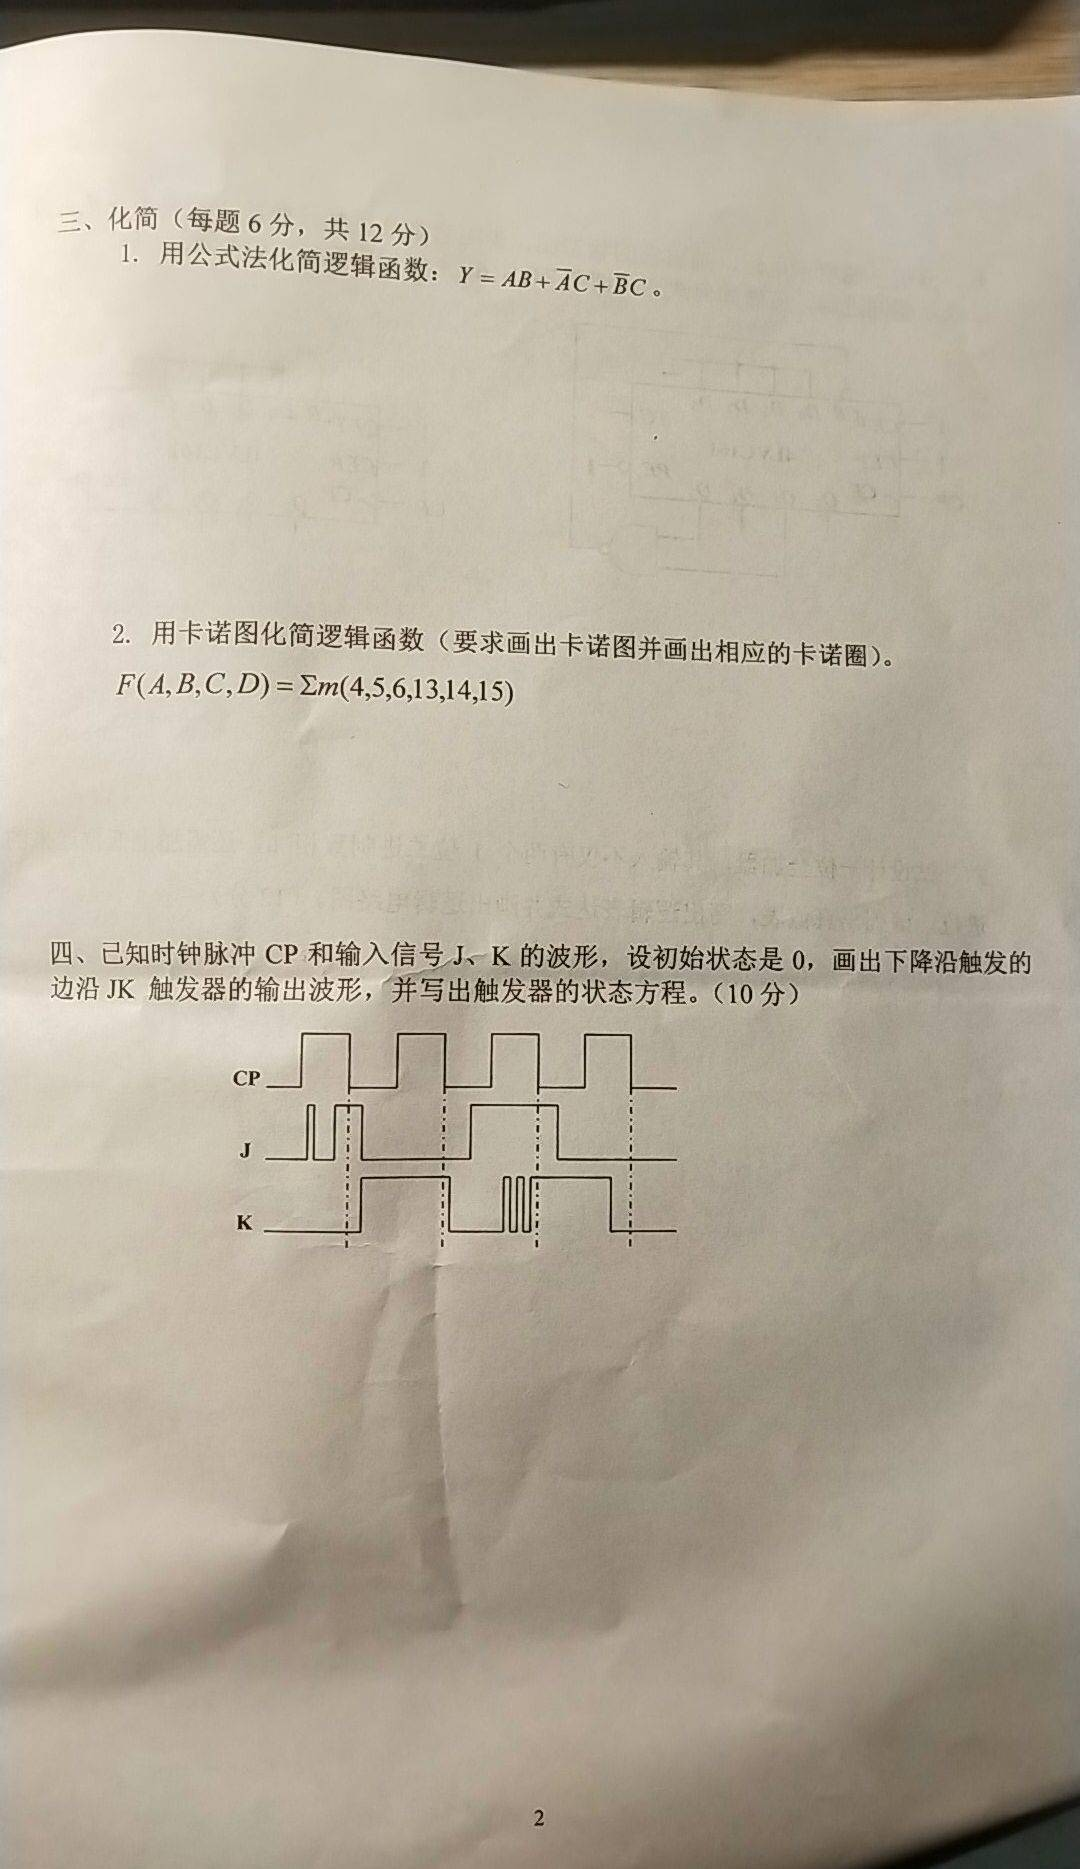 三、化简（每题6分，共12分）
1. 用公式法化简逻辑函数：Y = AB + A̅C + B̅C。
2. 用卡诺图化简逻辑函数（要求画出卡诺图并画出相应的卡诺圈）。
F(A,B,C,D) = Σm(4,5,6,13,14,15)
四、已知时钟脉冲 CP 和输入信号 J、K 的波形，设初始状态是 0，画出下降沿触发的
边沿 JK 触发器的输出波形，并写出触发器的状态方程。（10 分）
CP
J
K
2